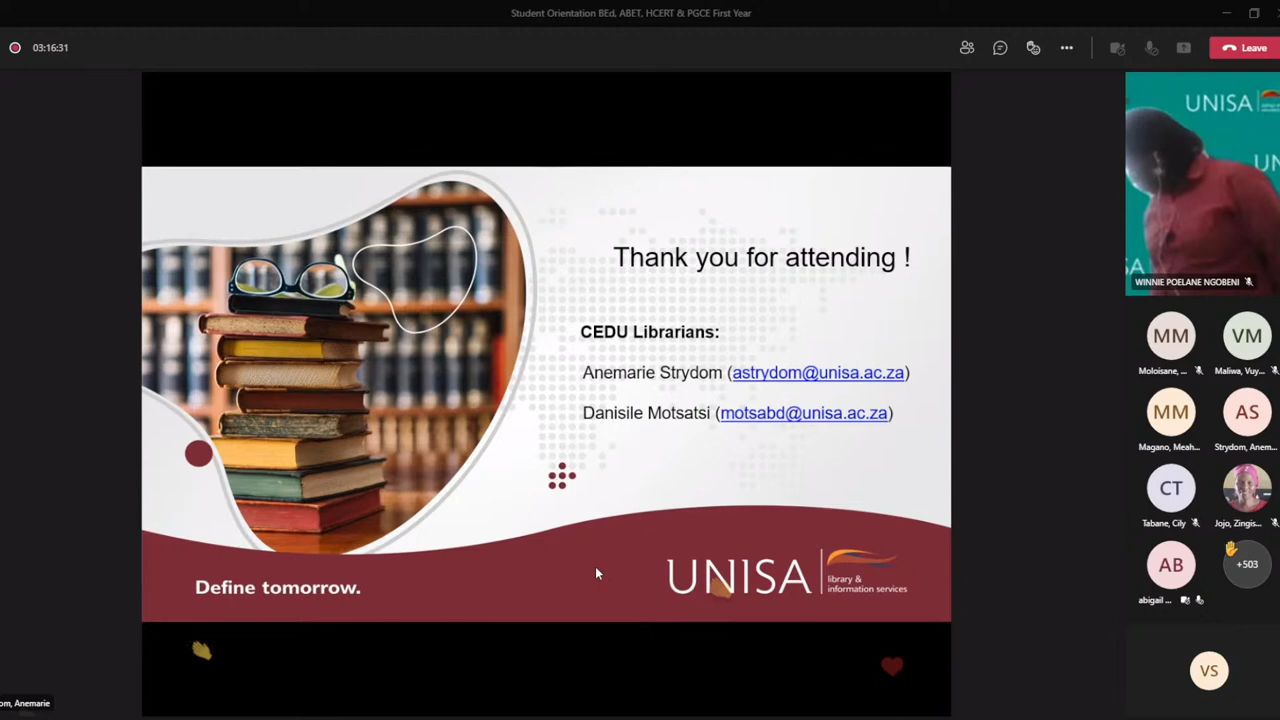 Student Orientation BEd, ABET, HCERT & PGCE First Year
03:16:31
Leave
UNISA
WINNIE POELANE NGOBENI
MM
VM
Moloisane, ...
Maliwa, Vuy...
MM
AS
Magano, Meah...
Strydom, Anem...
CT
Tabane, Cily
Jojo, Zingis...
AB
+503
abigail ...
VS
Thank you for attending !
CEDU Librarians:
Anemarie Strydom (astrydom@unisa.ac.za)
Danisile Motsatsi (motsabd@unisa.ac.za)
Define tomorrow.
UNISA
library &
information services
om, Anemarie